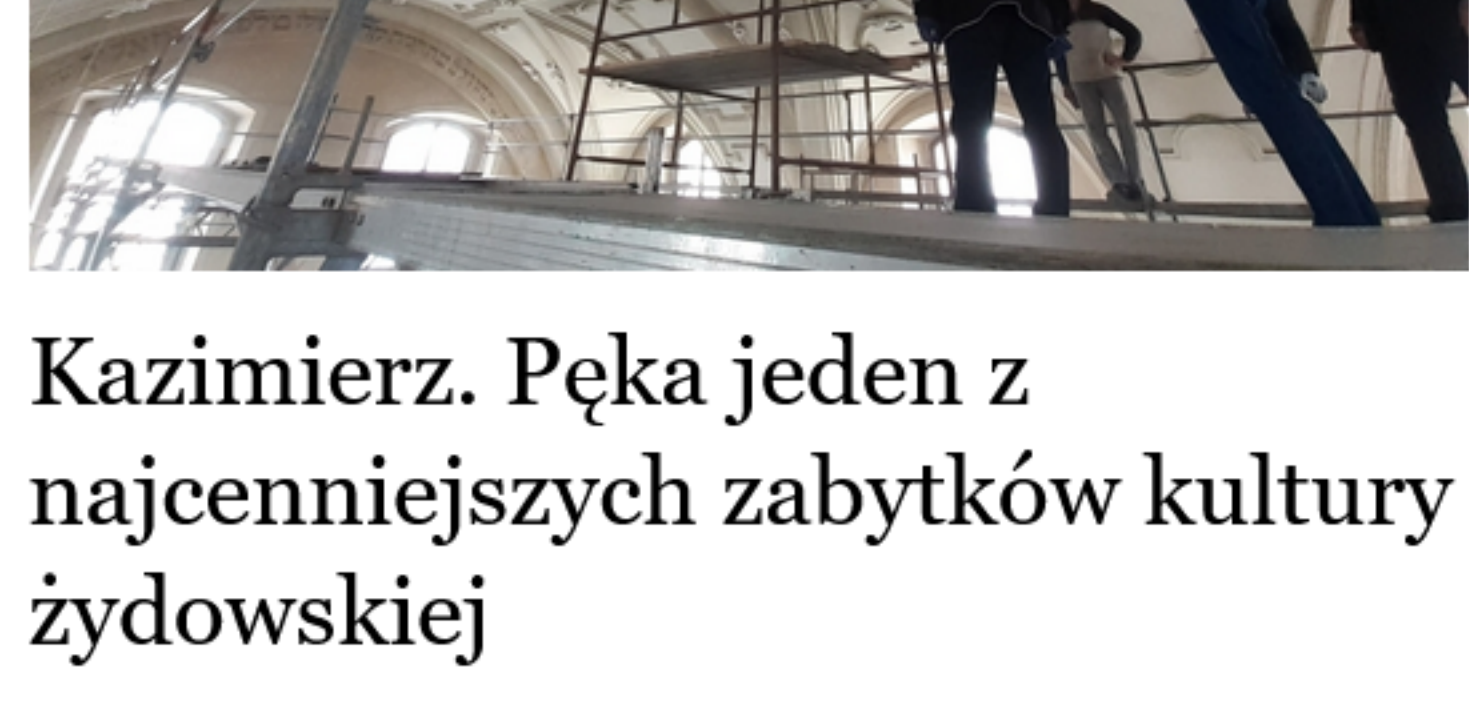 Kazimierz. Pęka jeden z
najcenniejszych zabytków kultury
żydowskiej